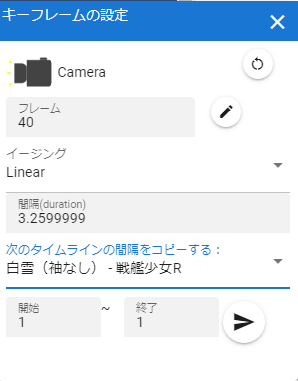 キーフレームの設定
Camera
フレーム
40
イージング
Linear
間隔(duration)
3.2599999
次のタイムラインの間隔をコピーする：
白雪（袖なし） - 戦艦少女R
開始
1
~
終了
1